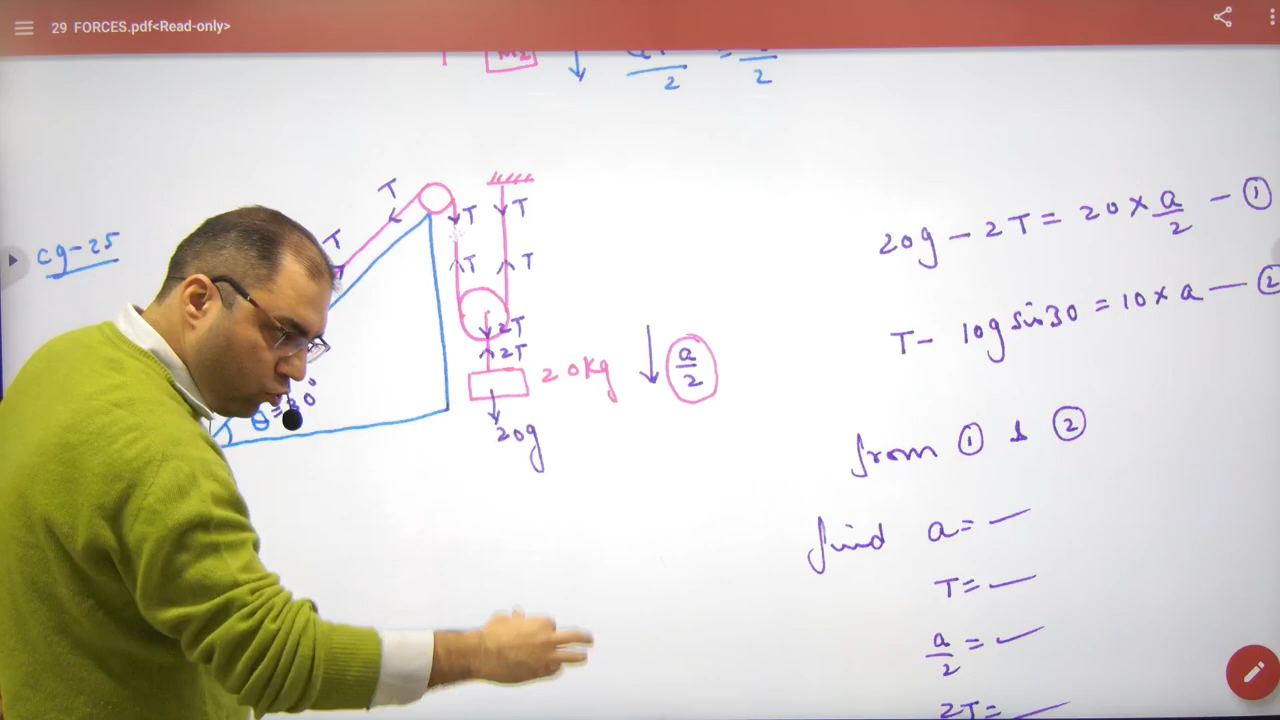 29 FORCES.pdf<Read-only>
M2
2
2
cg-25
T
T
T
T
T
T
2T
2T
20kg
a/2
20g
θ=30°
20g - 2T = 20 × a/2 - ①
T - 10g sin30 = 10 × a - ②
from ① & ②
find a = -
T = -
a/2 = -
2T = -